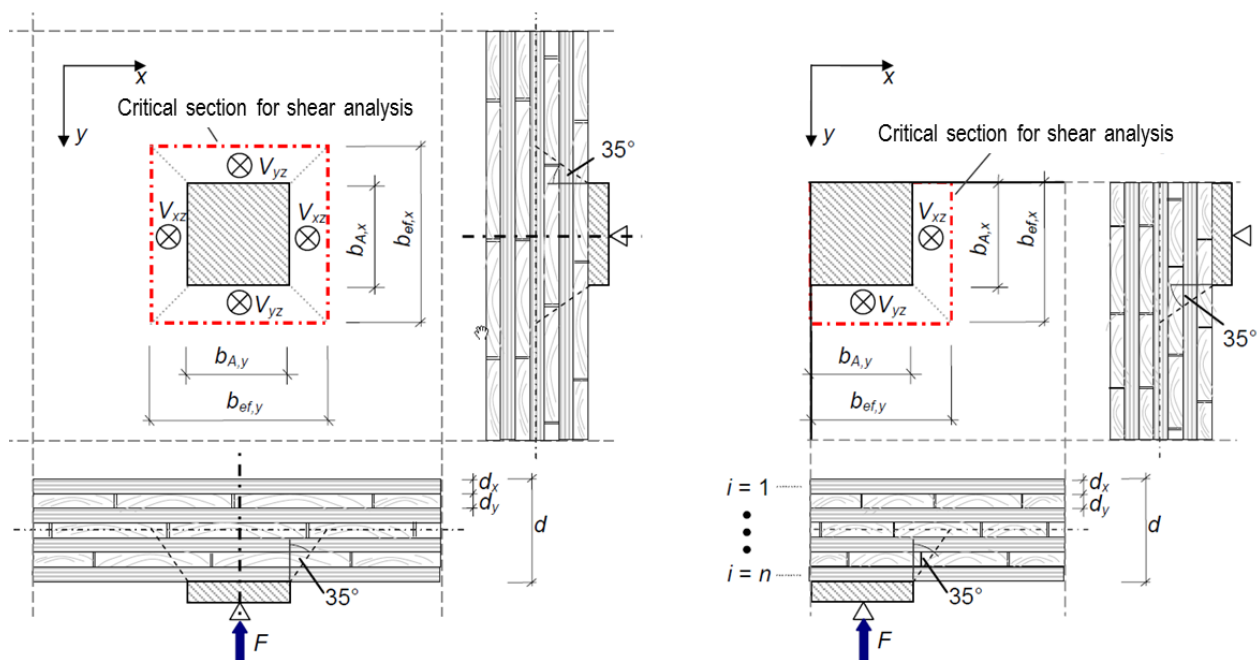 x
y
Critical section for shear analysis
V_yz
V_xz
V_xz
V_yz
b_A,x
b_ef,x
b_A,y
b_ef,y
35°
d_x
d_y
d
35°
F
x
y
Critical section for shear analysis
V_xz
V_yz
b_A,x
b_ef,x
b_A,y
b_ef,y
35°
i = 1
i = n
d_x
d_y
d
35°
F